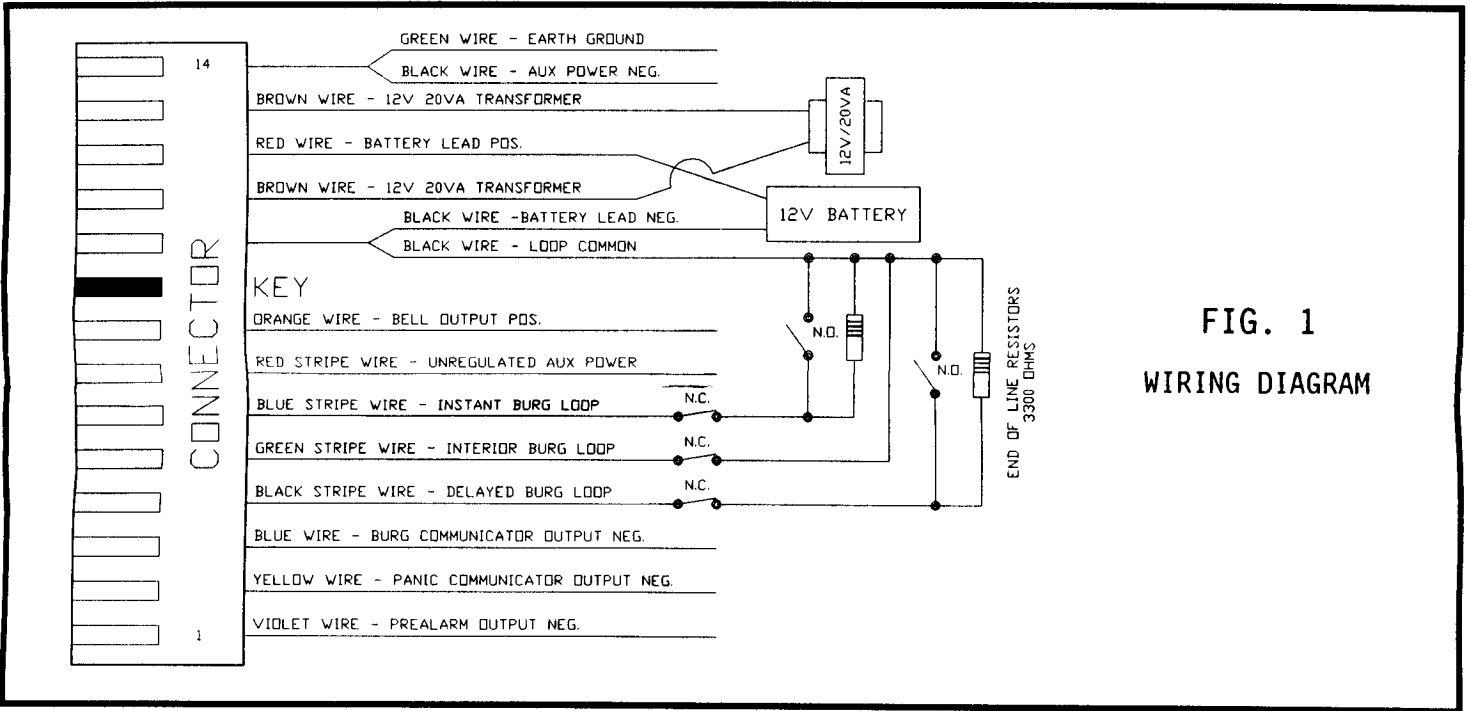 14
GREEN WIRE - EARTH GROUND
BLACK WIRE - AUX POWER NEG.
BROWN WIRE - 12V 20VA TRANSFORMER
12V/20VA
RED WIRE - BATTERY LEAD POS.
BROWN WIRE - 12V 20VA TRANSFORMER
12V BATTERY
BLACK WIRE -BATTERY LEAD NEG.
BLACK WIRE - LOOP COMMON
CONNECTOR
KEY
ORANGE WIRE - BELL OUTPUT POS.
N.O.
N.O.
END OF LINE RESISTORS
3300 OHMS
RED STRIPE WIRE - UNREGULATED AUX POWER
BLUE STRIPE WIRE - INSTANT BURG LOOP
N.C.
GREEN STRIPE WIRE - INTERIOR BURG LOOP
N.C.
BLACK STRIPE WIRE - DELAYED BURG LOOP
N.C.
BLUE WIRE - BURG COMMUNICATOR OUTPUT NEG.
YELLOW WIRE - PANIC COMMUNICATOR OUTPUT NEG.
1
VIOLET WIRE - PREALARM OUTPUT NEG.
FIG. 1
WIRING DIAGRAM